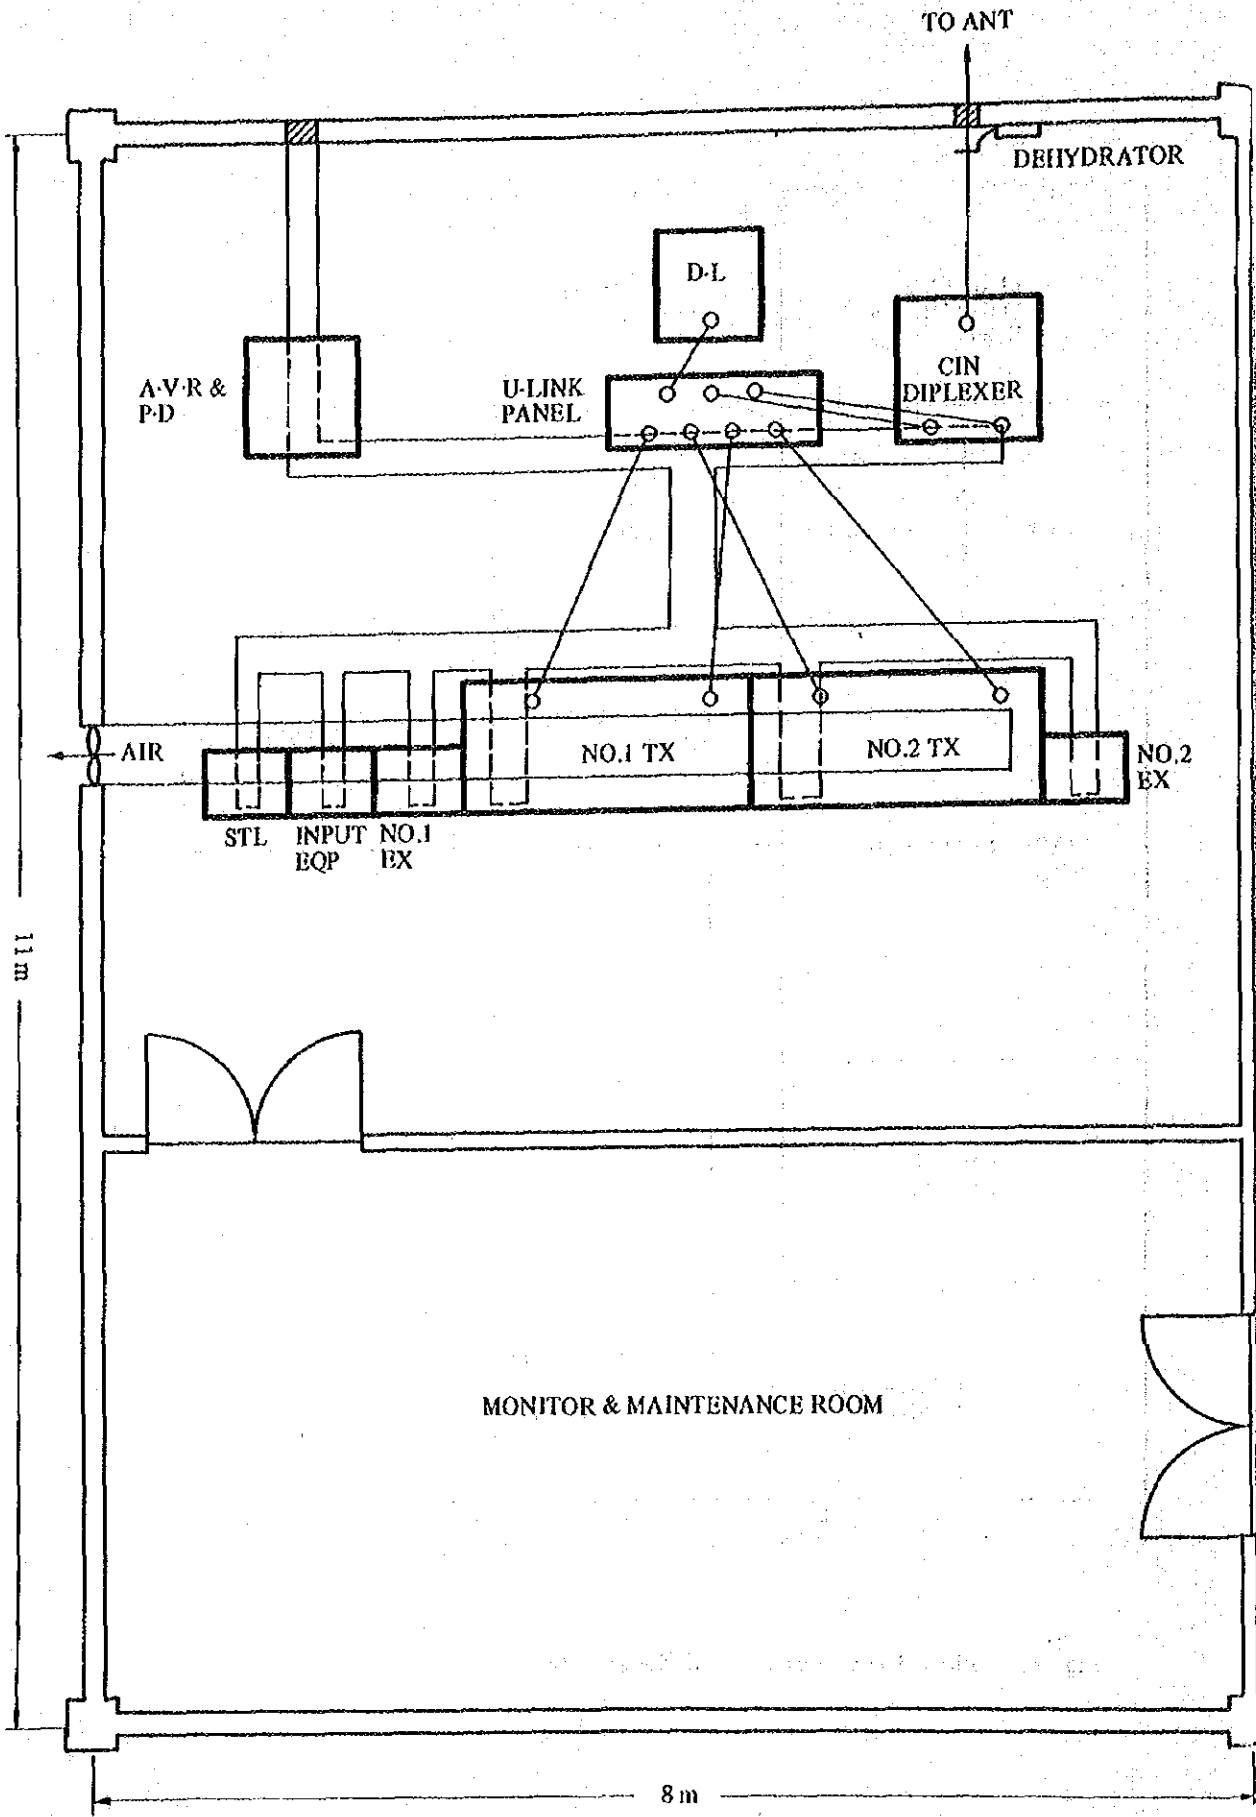 TO ANT
DEHYDRATOR
D·L
CIN
DIPLEXER
A·V·R &
P·D
U-LINK
PANEL
AIR
NO.1 TX
NO.2 TX
NO.2
EX
STL
INPUT
EQP
NO.1
EX
11 m
MONITOR & MAINTENANCE ROOM
8 m